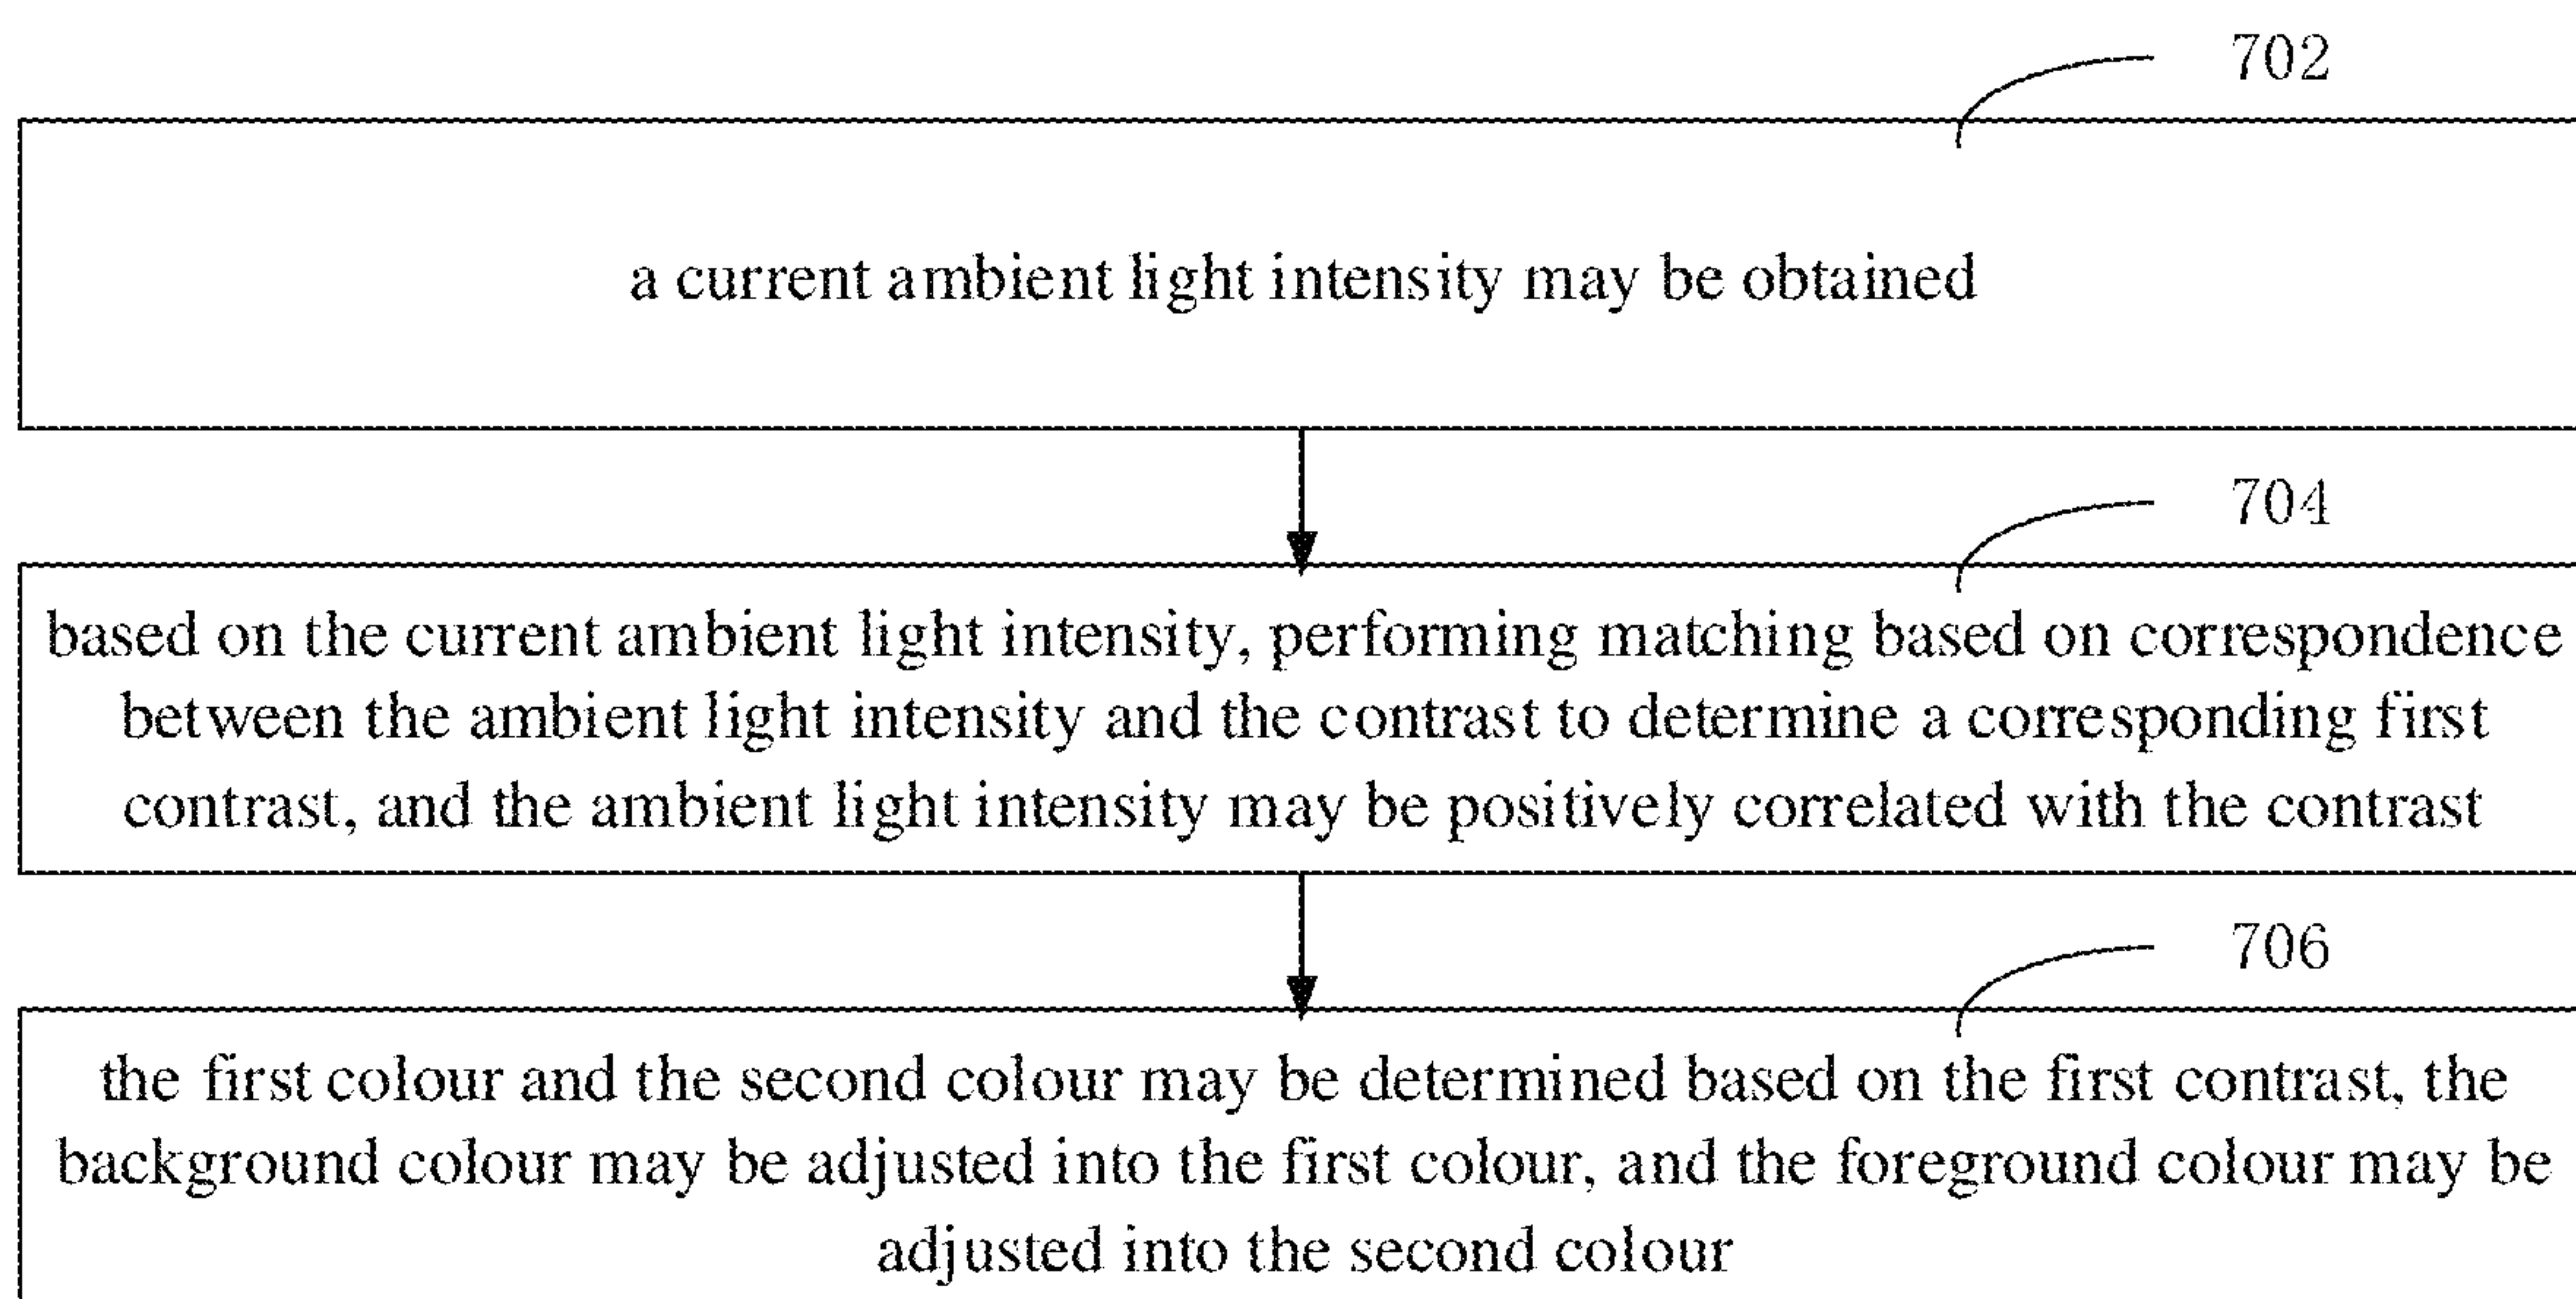 702
a current ambient light intensity may be obtained
704
based on the current ambient light intensity, performing matching based on correspondence
between the ambient light intensity and the contrast to determine a corresponding first
contrast, and the ambient light intensity may be positively correlated with the contrast
706
the first colour and the second colour may be determined based on the first contrast, the
background colour may be adjusted into the first colour, and the foreground colour may be
adjusted into the second colour